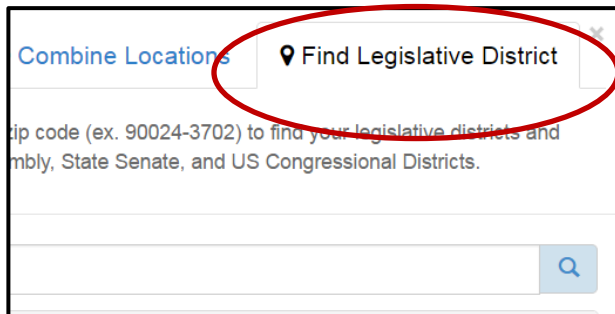 Combine Locations Find Legislative District
zip code (ex. 90024-3702) to find your legislative districts and
mbly, State Senate, and US Congressional Districts.